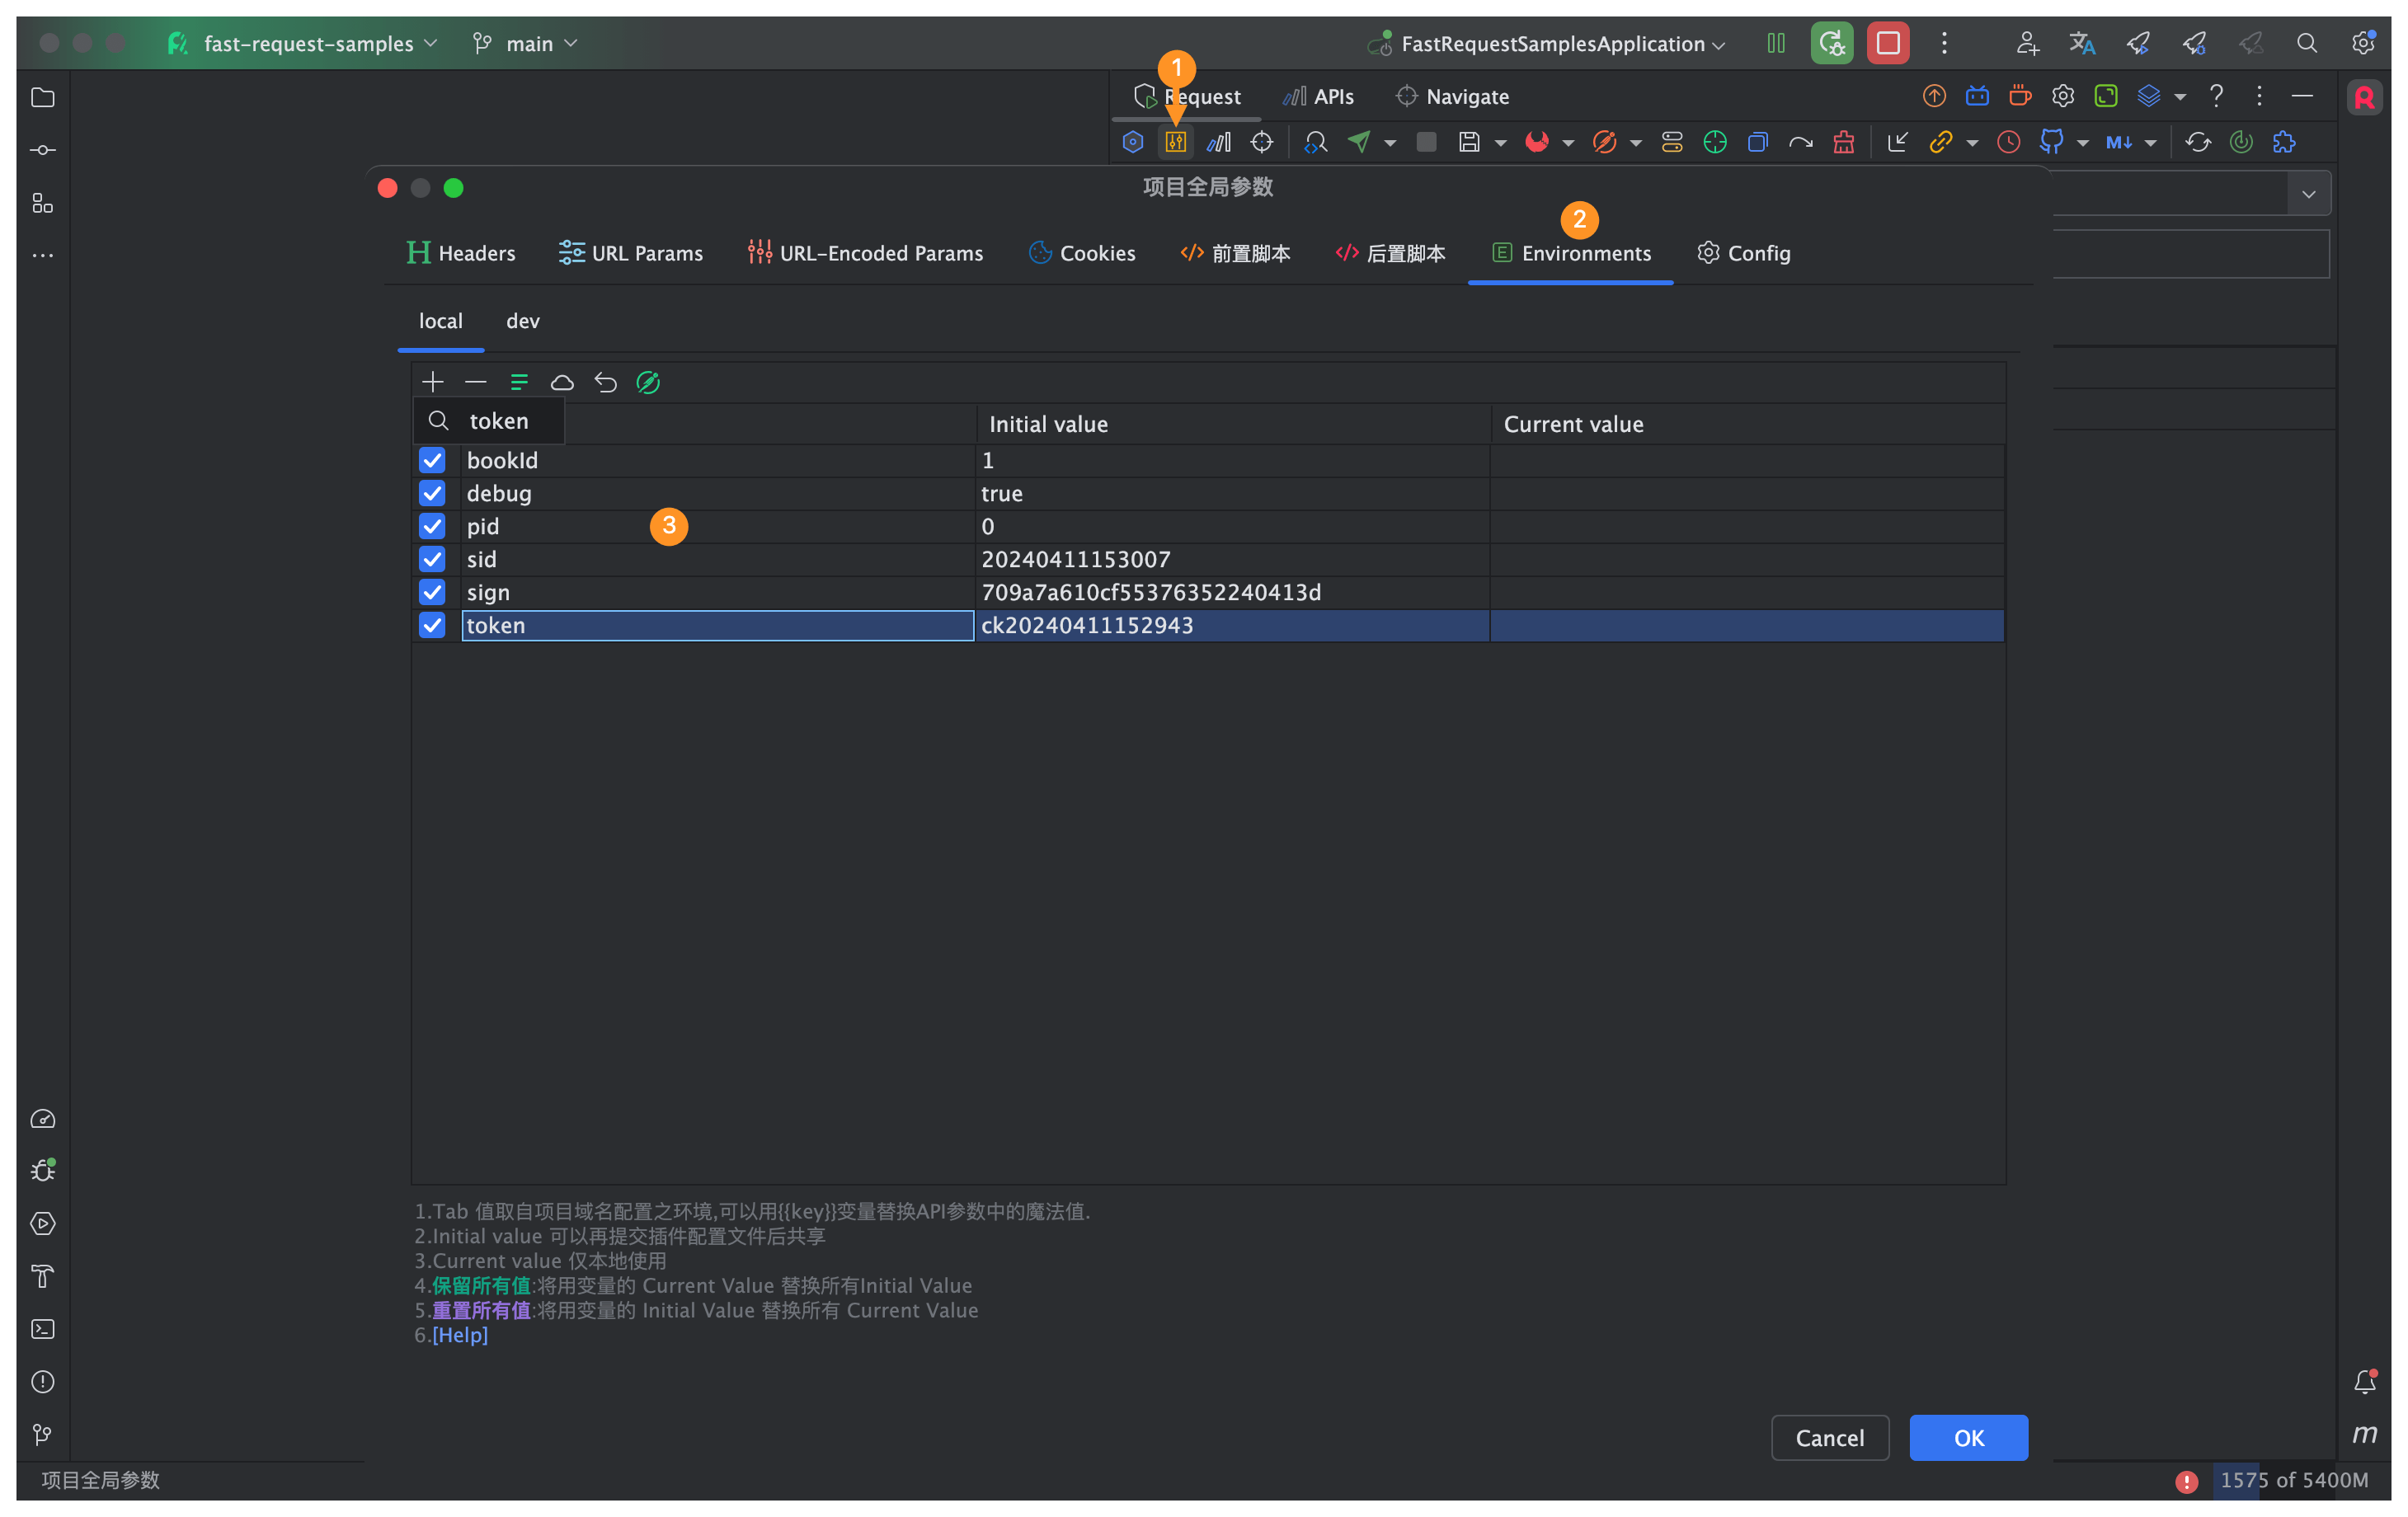 fast-request-samples main FastRequestSamplesApplication
1
Request APIs Navigate
M↓
项目全局参数
2
Headers URL Params URL-Encoded Params Cookies 前置脚本 后置脚本 Environments Config
local dev
token Initial value Current value
bookId 1
debug true
pid 3 0
sid 20240411153007
sign 709a7a610cf55376352240413d
token ck20240411152943
1.Tab 值取自项目域名配置之环境,可以用{{key}}变量替换API参数中的魔法值.
2.Initial value 可以再提交插件配置文件后共享
3.Current value 仅本地使用
4.保留所有值:将用变量的 Current Value 替换所有Initial Value
5.重置所有值:将用变量的 Initial Value 替换所有 Current Value
6.[Help]
Cancel OK
项目全局参数 1575 of 5400M